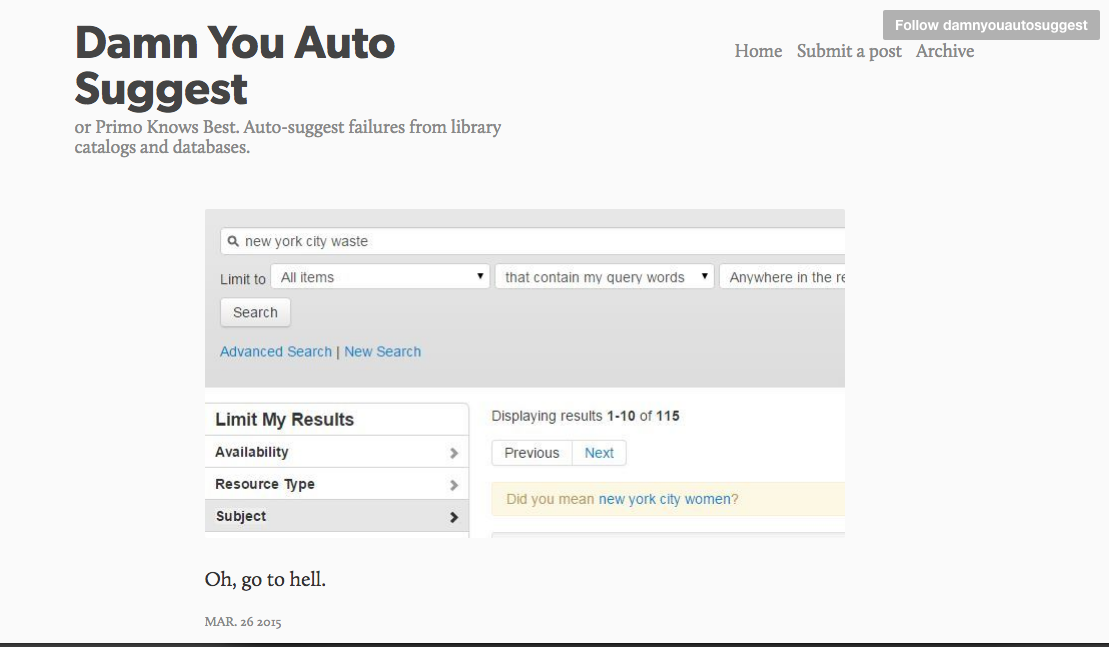 Follow damnyouautosuggest
Damn You Auto
Suggest
Home Submit a post Archive
or Primo Knows Best. Auto-suggest failures from library
catalogs and databases.
new york city waste
Limit to All items that contain my query words Anywhere in the re
Search
Advanced Search | New Search
Limit My Results
Availability
Resource Type
Subject
Displaying results 1-10 of 115
Previous Next
Did you mean new york city women?
Oh, go to hell.
MAR. 26 2015